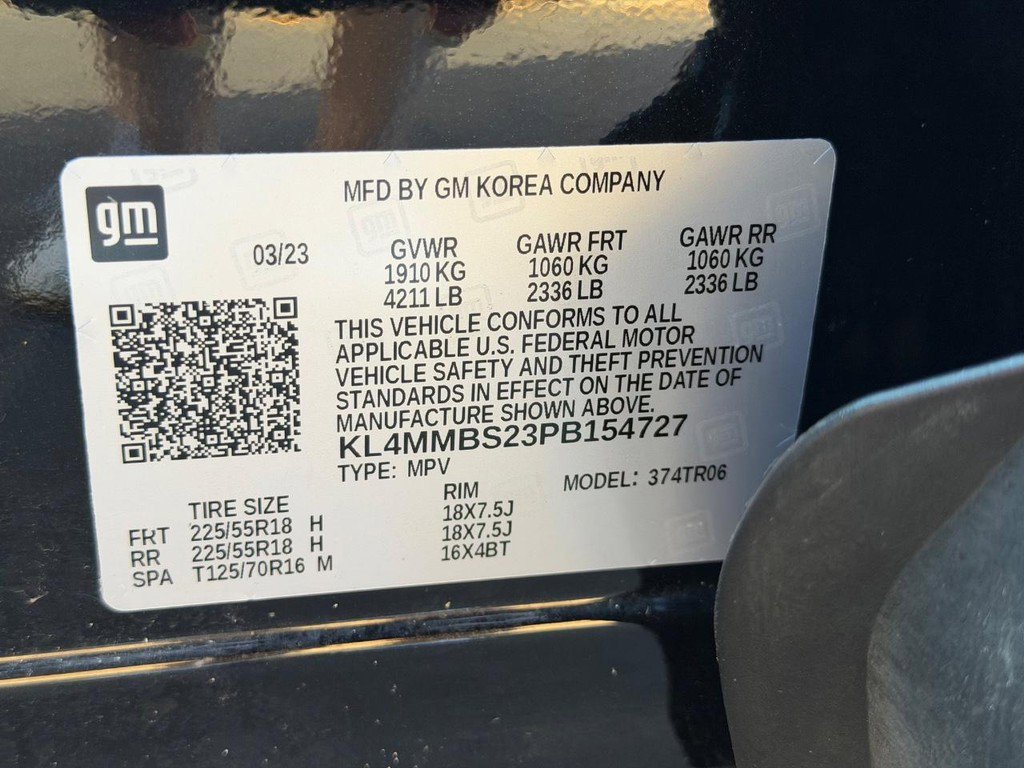 gm
MFD BY GM KOREA COMPANY
03/23 GVWR GAWR FRT GAWR RR
1910 KG 1060 KG 1060 KG
4211 LB 2336 LB 2336 LB
THIS VEHICLE CONFORMS TO ALL
APPLICABLE U.S. FEDERAL MOTOR
VEHICLE SAFETY AND THEFT PREVENTION
STANDARDS IN EFFECT ON THE DATE OF
MANUFACTURE SHOWN ABOVE.
KL4MMBS23PB154727
TYPE: MPV MODEL: 374TR06
TIRE SIZE RIM
FRT 225/55R18 H 18X7.5J
RR 225/55R18 H 18X7.5J
SPA T125/70R16 M 16X4BT